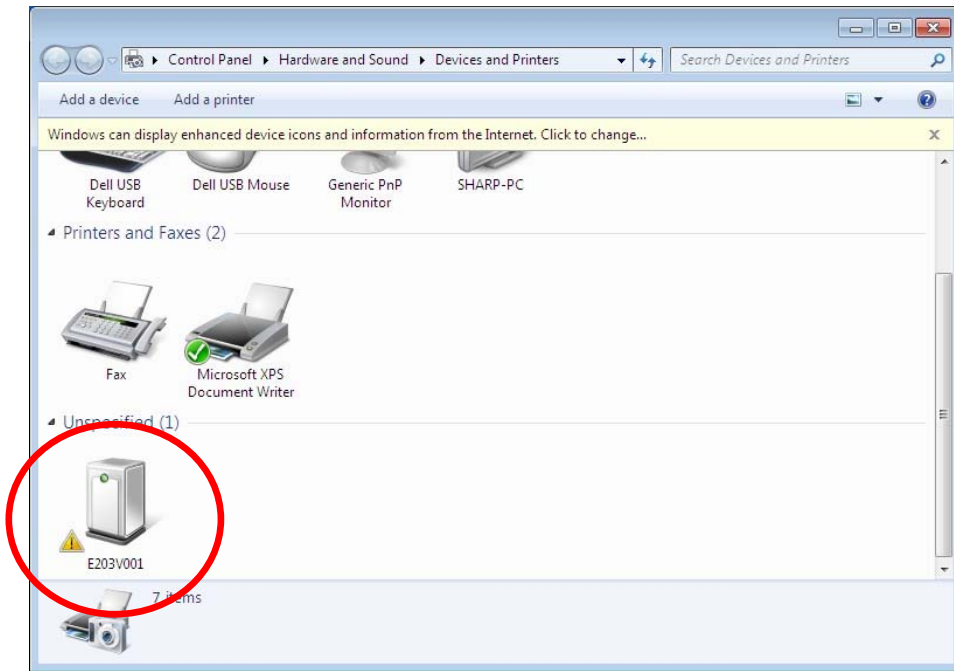 Control Panel Hardware and Sound Devices and Printers Search Devices and Printers
Add a device Add a printer
Windows can display enhanced device icons and information from the Internet. Click to change...
Dell USB Keyboard
Dell USB Mouse
Generic PnP Monitor
SHARP-PC
Printers and Faxes (2)
Fax
Microsoft XPS
Document Writer
Unspecified (1)
E203V001
7 items